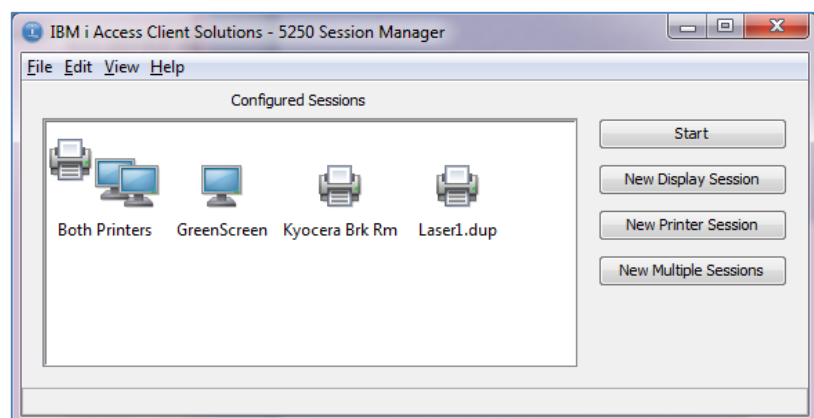 IBM i Access Client Solutions - 5250 Session Manager
File Edit View Help
Configured Sessions
Start
New Display Session
New Printer Session
New Multiple Sessions
Both Printers GreenScreen Kyocera Brk Rm Laser1.dup